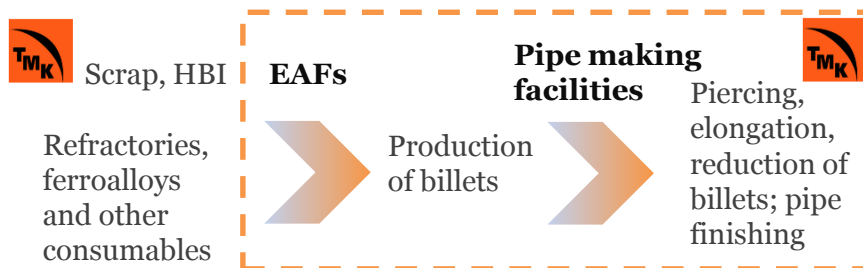 TMK
Scrap, HBI
Refractories,
ferroalloys
and other
consumables
EAFs
Production
of billets
Pipe making
facilities
TMK
Piercing,
elongation,
reduction of
billets; pipe
finishing